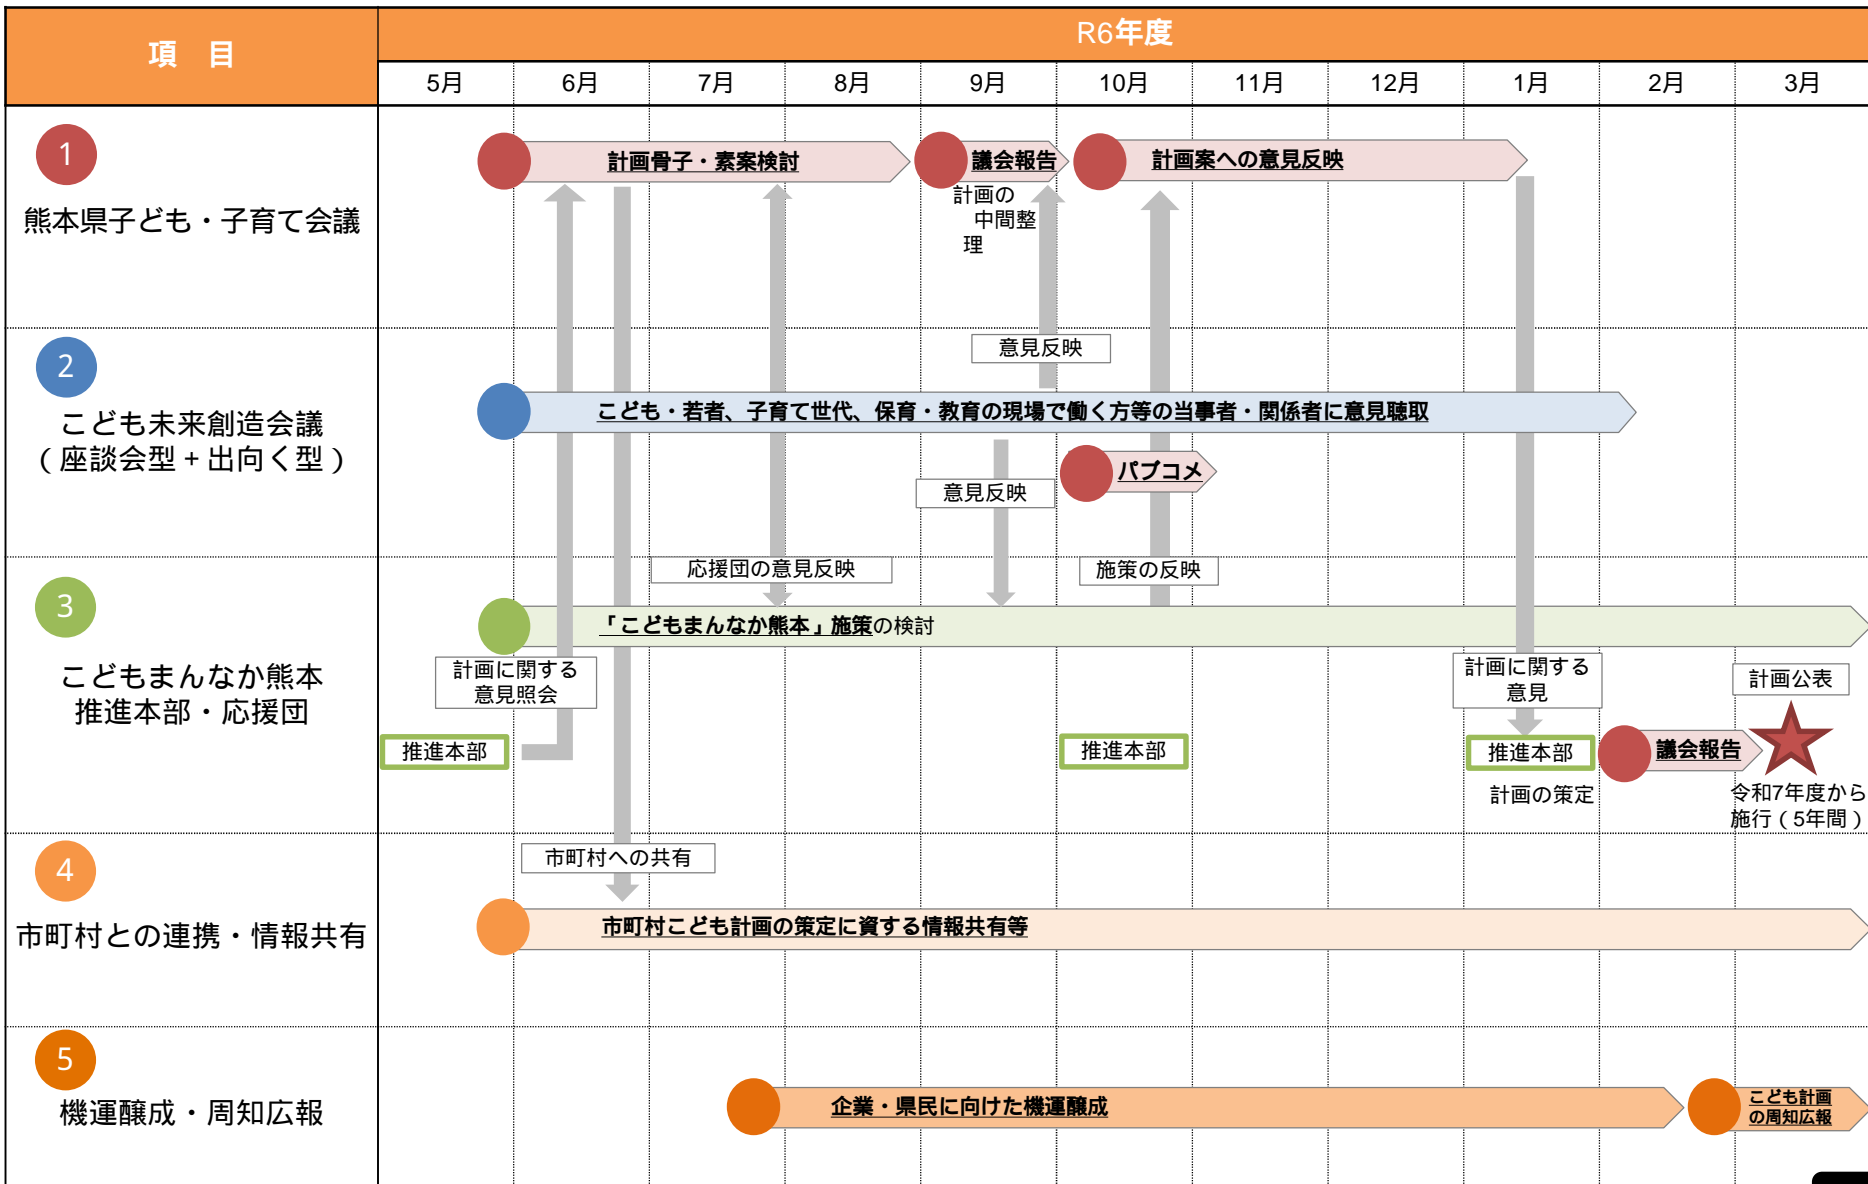 項　目
R6年度
5月
6月
7月
8月
9月
10月
11月
12月
1月
2月
3月
1
熊本県子ども・子育て会議
計画骨子・素案検討
議会報告
計画の
中間整
理
計画案への意見反映
2
こども未来創造会議
（座談会型＋出向く型）
意見反映
こども・若者、子育て世代、保育・教育の現場で働く方等の当事者・関係者に意見聴取
パブコメ
意見反映
3
こどもまんなか熊本
推進本部・応援団
応援団の意見反映
施策の反映
「こどもまんなか熊本」施策の検討
計画に関する
意見照会
計画に関する
意見
計画公表
推進本部
推進本部
推進本部
議会報告
計画の策定
令和7年度から
施行（5年間）
4
市町村との連携・情報共有
市町村への共有
市町村こども計画の策定に資する情報共有等
5
機運醸成・周知広報
企業・県民に向けた機運醸成
こども計画
の周知広報